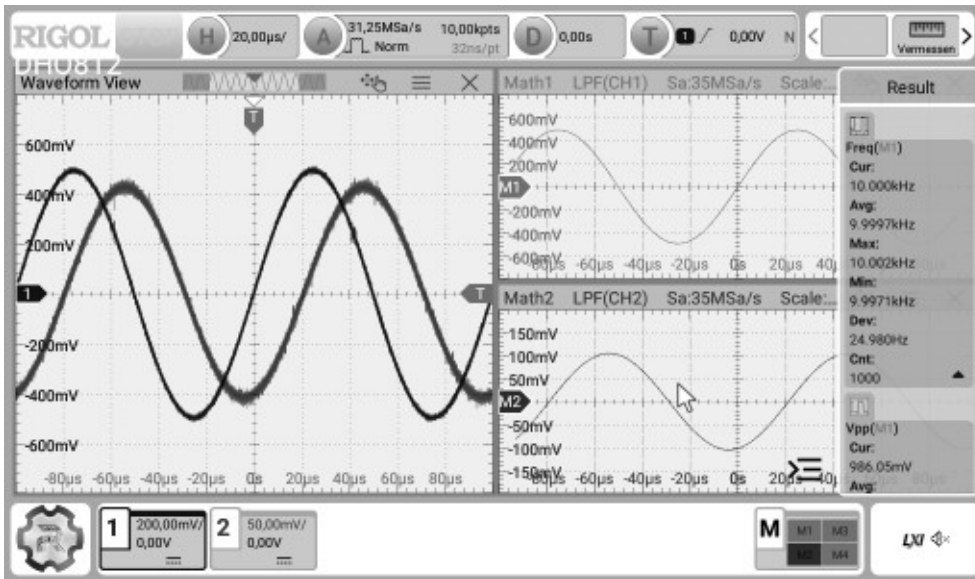 RIGOL
DHO812
H 20,00µs/
A 31,25MSa/s 10,00kpts
Norm 32ns/pt
D 0,00s
T 1 0,00V N
Vermessen
Waveform View
T
600mV
400mV
200mV
1
T
-200mV
-400mV
-600mV
-80µs -60µs -40µs -20µs 0s 20µs 40µs 60µs 80µs
Math1 LPF(CH1) Sa:35MSa/s Scale:...
600mV
400mV
200mV
M1
-200mV
-400mV
-600mV
-80µs -60µs -40µs -20µs 0s 20µs 40µ
Math2 LPF(CH2) Sa:35MSa/s Scale:...
150mV
100mV
50mV
M2
-50mV
-100mV
-150mV
-80µs -60µs -40µs -20µs 0s 20µs 40µ
Result
Freq(M1)
Cur:
10.000kHz
Avg:
9.9997kHz
Max:
10.002kHz
Min:
9.9971kHz
Dev:
24.980Hz
Cnt:
1000
Vpp(M1)
Cur:
986.05mV
Avg:
1 200,00mV/
0,00V
2 50,00mV/
0,00V
M
M1 M3
M2 M4
LXI